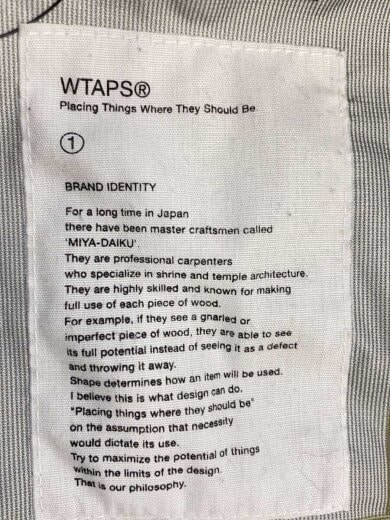 WTAPS®
Placing Things Where They Should Be
①
BRAND IDENTITY
For a long time in Japan
there have been master craftsmen called
'MIYA-DAIKU'.
They are professional carpenters
who specialize in shrine and temple architecture.
They are highly skilled and known for making
full use of each piece of wood.
For example, if they see a gnarled or
imperfect piece of wood, they are able to see
its full potential instead of seeing it as a defect
and throwing it away.
Shape determines how an item will be used.
I believe this is what design can do.
"Placing things where they should be"
on the assumption that necessity
would dictate its use.
Try to maximize the potential of things
within the limits of the design.
That is our philosophy.